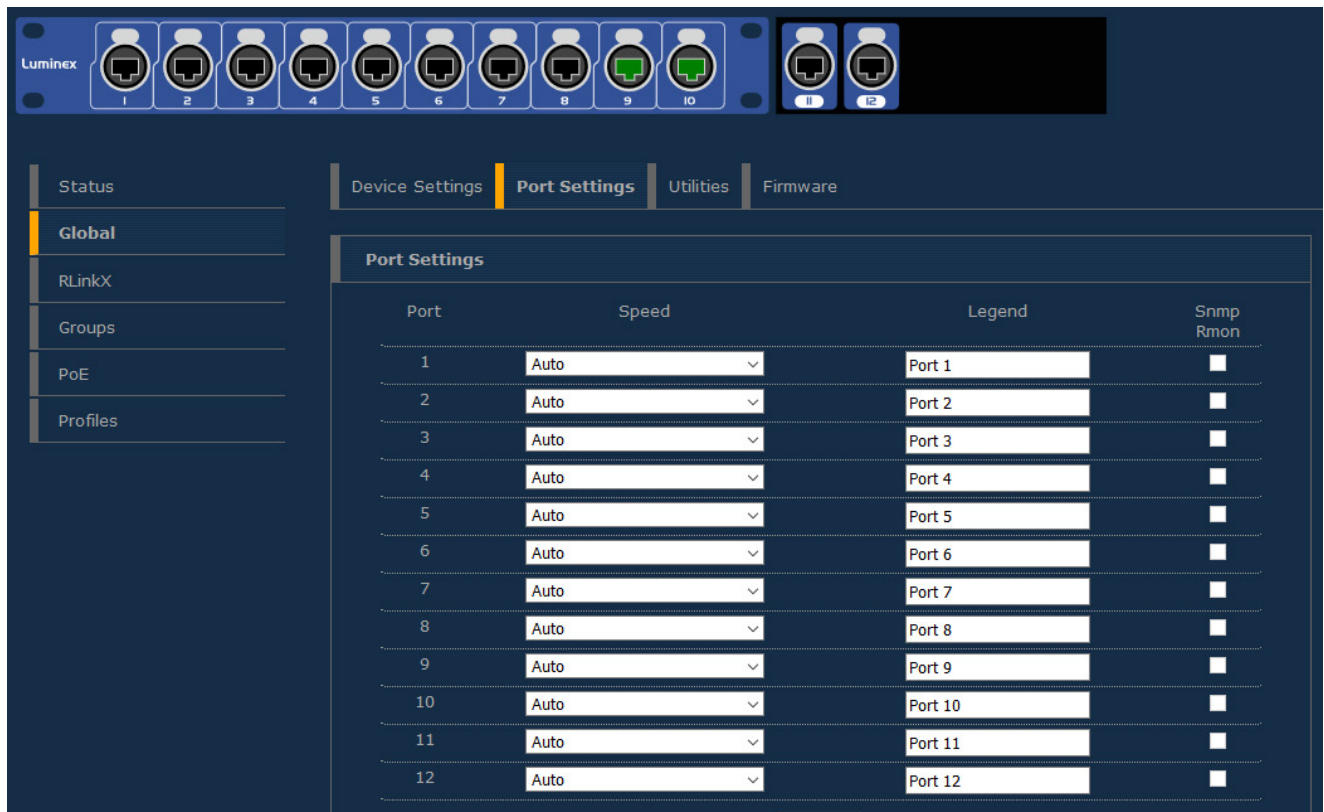 Luminex
1 2 3 4 5 6 7 8 9 10 11 12
Status
Global
RLinkX
Groups
PoE
Profiles
Device Settings Port Settings Utilities Firmware
Port Settings
Port Speed Legend Snmp
Rmon
1 Auto Port 1
2 Auto Port 2
3 Auto Port 3
4 Auto Port 4
5 Auto Port 5
6 Auto Port 6
7 Auto Port 7
8 Auto Port 8
9 Auto Port 9
10 Auto Port 10
11 Auto Port 11
12 Auto Port 12